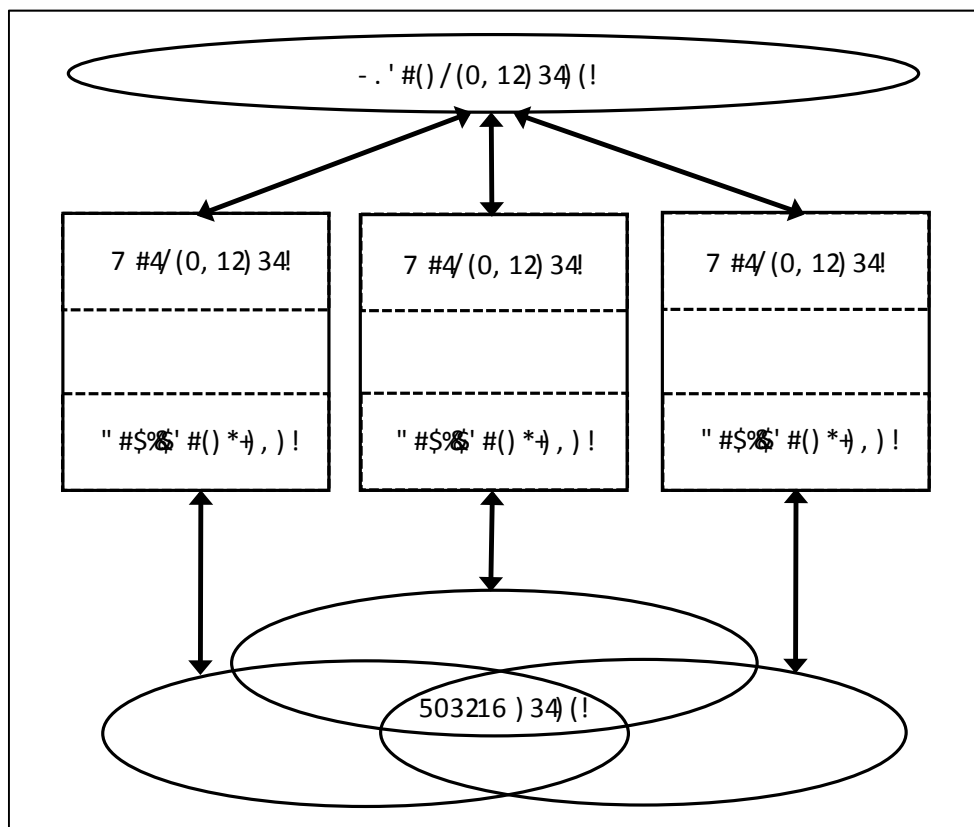 - . ' #() / (0, 12) 34) (!
7 #4/ (0, 12) 34!
7 #4/ (0, 12) 34!
7 #4/ (0, 12) 34!
" #$%&$' #() *+) , ) !
" #$%&$' #() *+) , ) !
" #$%&$' #() *+) , ) !
503216 ) 34) (!